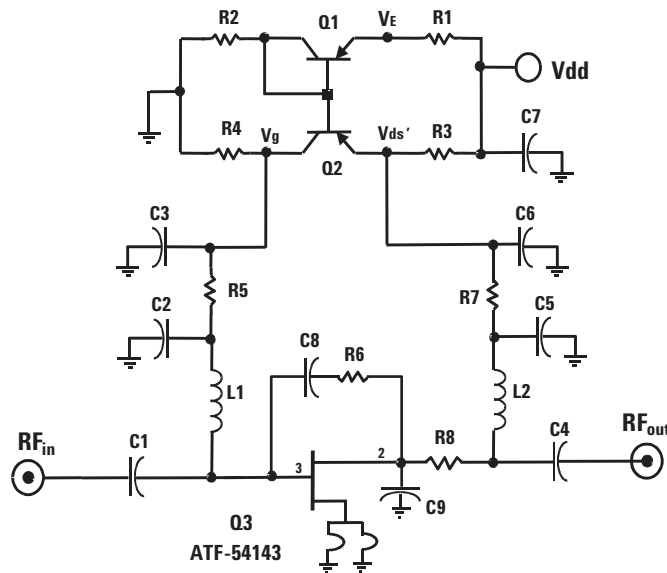 R2
Q1
VE
R1
Vdd
C7
R4
Vg
Vds'
R3
Q2
C3
C6
R5
R7
C2
C5
C8
R6
L1
L2
RFin
C1
C4
RFout
3
2
R8
C9
Q3
ATF-54143